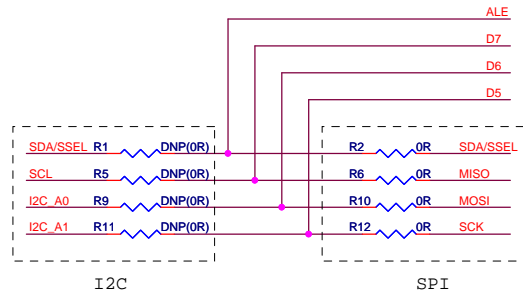 ALE
D7
D6
D5
SDA/SSEL R1 DNP(0R) R2 0R SDA/SSEL
SCL R5 DNP(0R) R6 0R MISO
I2C_A0 R9 DNP(0R) R10 0R MOSI
I2C_A1 R11 DNP(0R) R12 0R SCK
I2C SPI